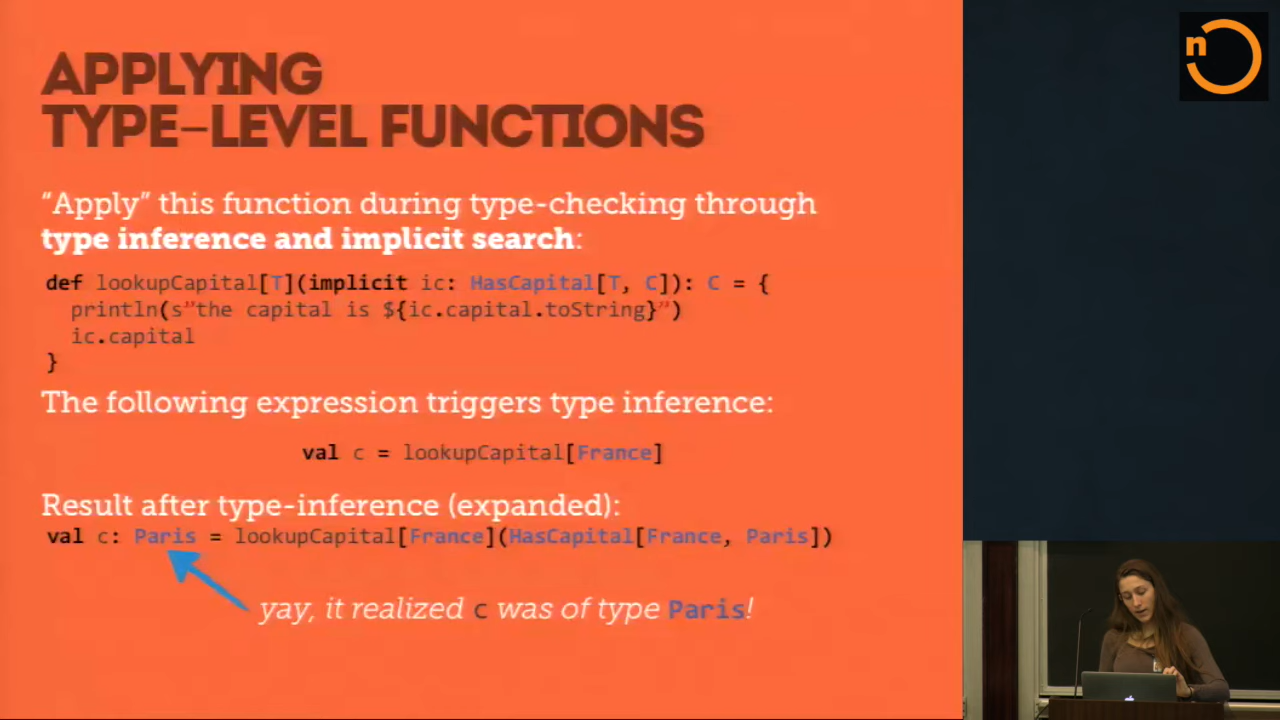 n
APPLYING
TYPE–LEVEL FUNCTIONS
“Apply” this function during type-checking through
type inference and implicit search:
def lookupCapital[T](implicit ic: HasCapital[T, C]): C = {
println(s”the capital is ${ic.capital.toString}”)
ic.capital
}
The following expression triggers type inference:
val c = lookupCapital[France]
Result after type-inference (expanded):
val c: Paris = lookupCapital[France](HasCapital[France, Paris])
yay, it realized c was of type Paris!